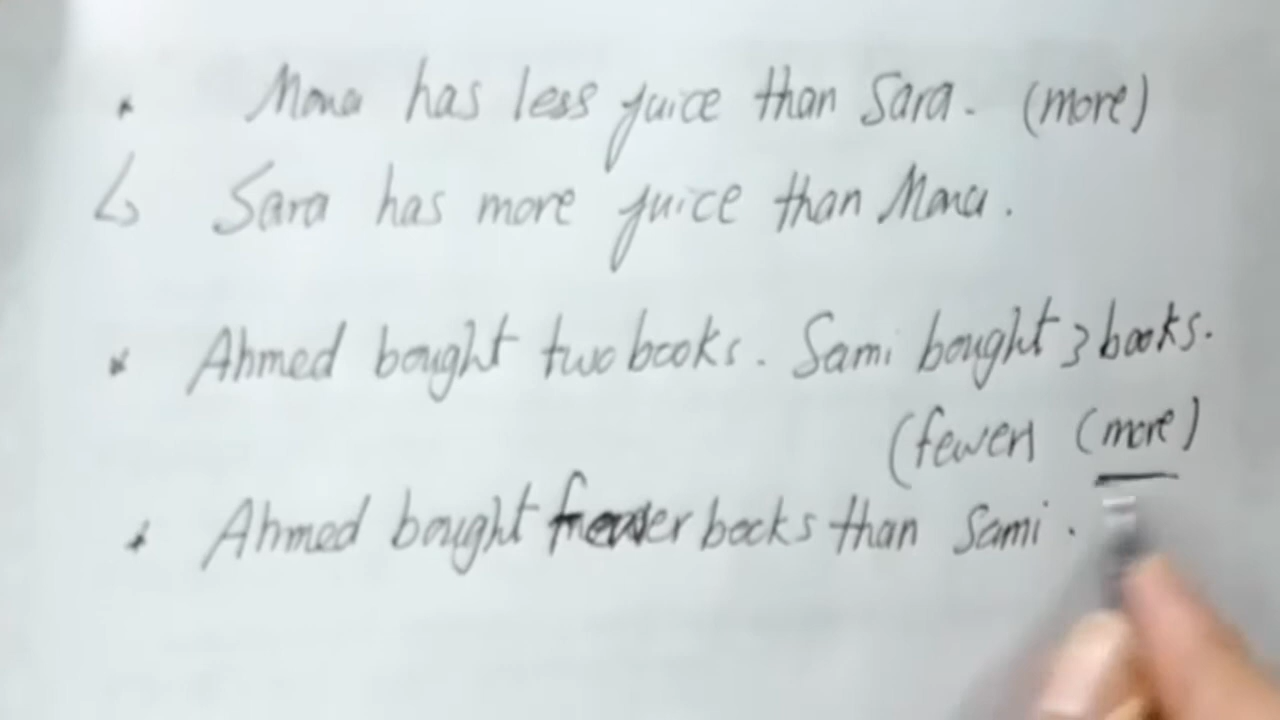 Mona has less juice than Sara. (more)
Sara has more juice than Mona.
Ahmed bought two books. Sami bought 3 books.
(fewer) (more)
Ahmed bought fewer books than Sami.